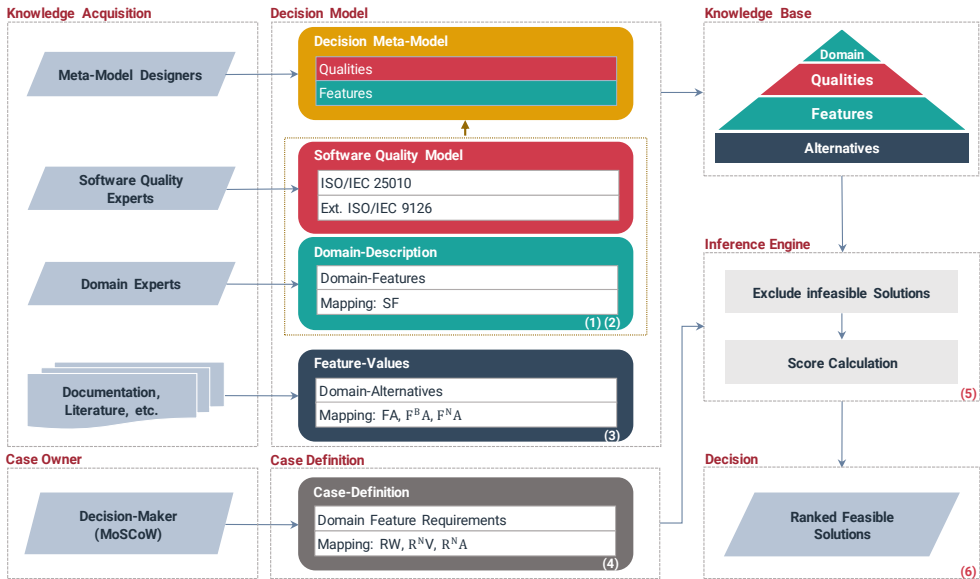 Knowledge Acquisition
Meta-Model Designers
Software Quality
Experts
Domain Experts
Documentation,
Literature, etc.
Decision Model
Decision Meta-Model
Qualities
Features
Software Quality Model
ISO/IEC 25010
Ext. ISO/IEC 9126
Domain-Description
Domain-Features
Mapping: SF
(1) (2)
Feature-Values
Domain-Alternatives
Mapping: FA, FᴮA, FᴺA
(3)
Case Owner
Decision-Maker
(MoSCoW)
Case Definition
Case-Definition
Domain Feature Requirements
Mapping: RW, RᴺV, RᴺA
(4)
Knowledge Base
Domain
Qualities
Features
Alternatives
Inference Engine
Exclude infeasible Solutions
Score Calculation
(5)
Decision
Ranked Feasible
Solutions
(6)